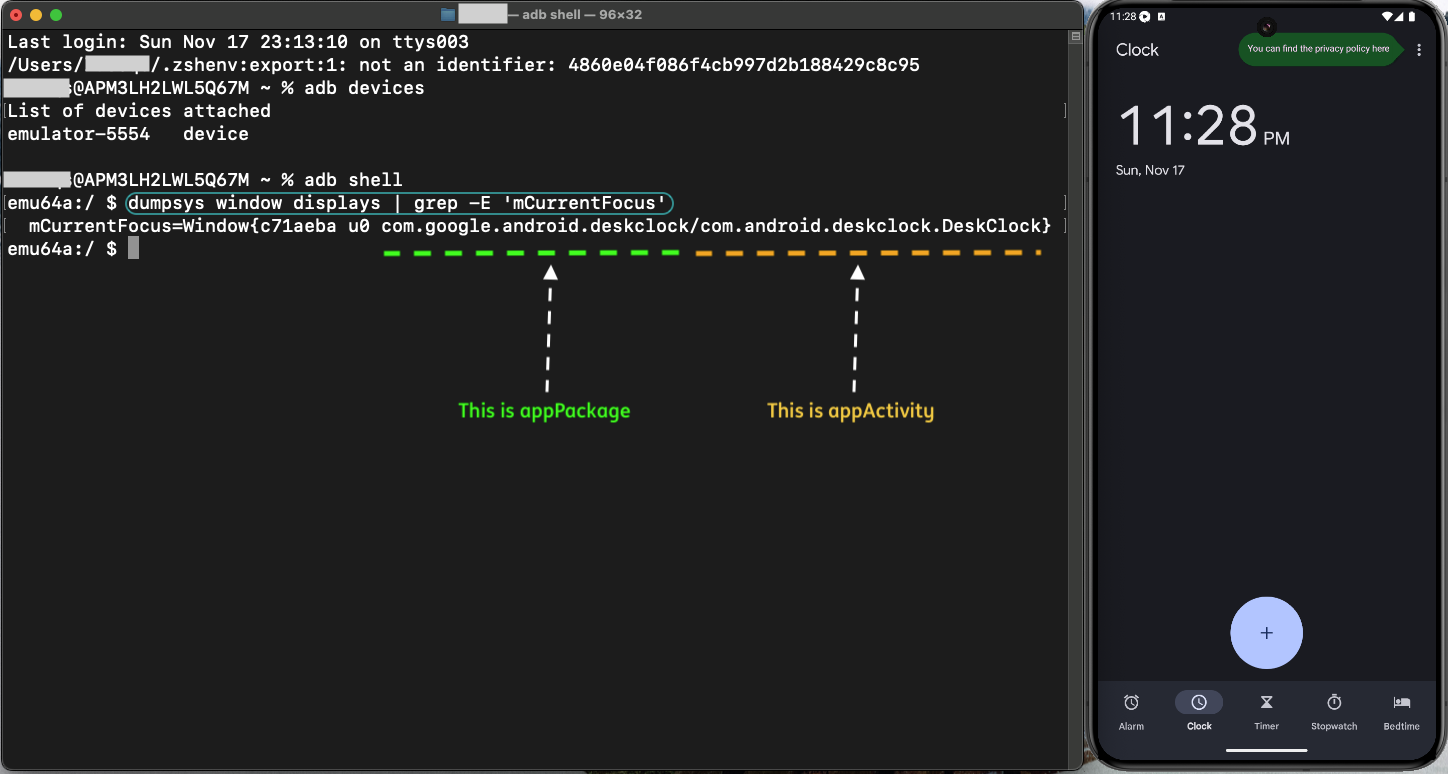 — adb shell — 96×32
Last login: Sun Nov 17 23:13:10 on ttys003
/Users/ /.zshenv:export:1: not an identifier: 4860e04f086f4cb997d2b188429c8c95
@APM3LH2LWL5Q67M ~ % adb devices
[List of devices attached ]
emulator-5554 device
@APM3LH2LWL5Q67M ~ % adb shell
[emu64a:/ $ dumpsys window displays | grep -E 'mCurrentFocus' ]
[ mCurrentFocus=Window{c71aeba u0 com.google.android.deskclock/com.android.deskclock.DeskClock} ]
emu64a:/ $
This is appPackage
This is appActivity
11:28
Clock
You can find the privacy policy here
11:28 PM
Sun, Nov 17
+
Alarm
Clock
Timer
Stopwatch
Bedtime